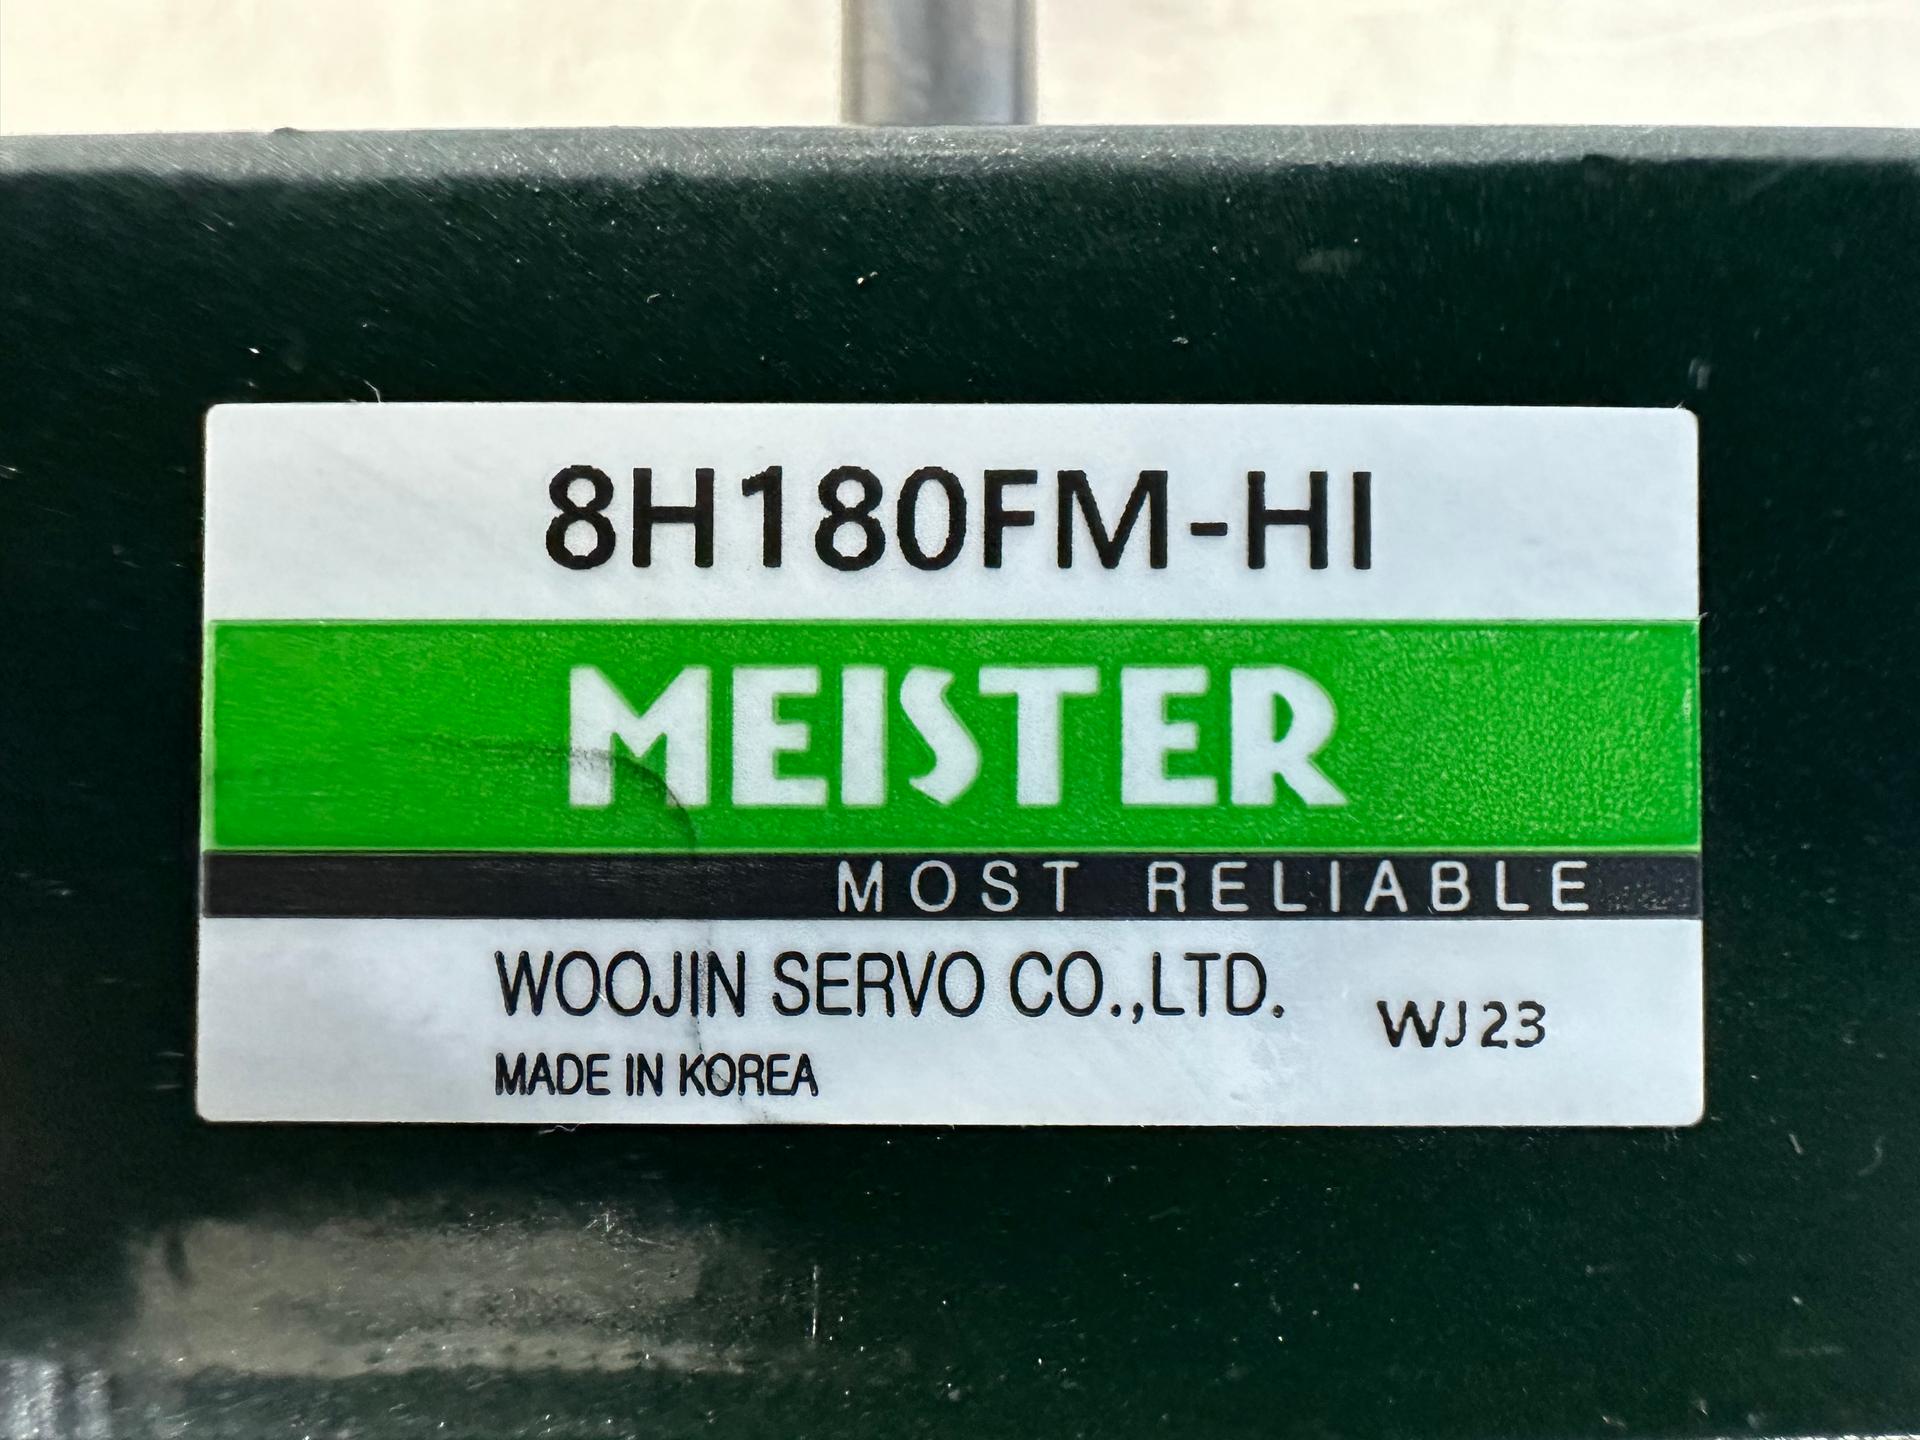 8H180FM-HI
MEISTER
MOST RELIABLE
WOOJIN SERVO CO.,LTD.
WJ23
MADE IN KOREA